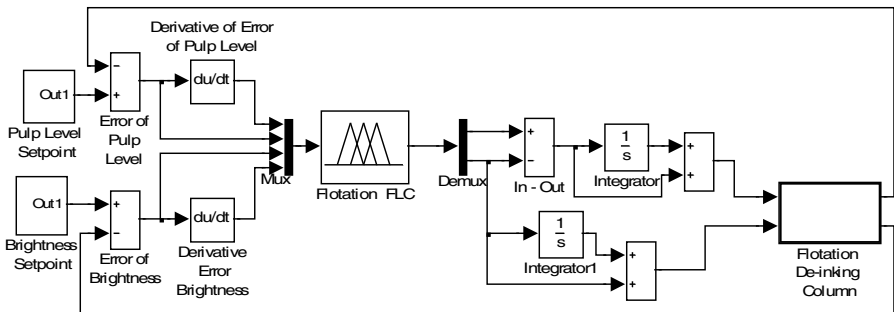 Derivative of Error
of Pulp Level
−
+
Out1
du/dt
Pulp Level
Setpoint
Error of
Pulp
Level
Mux
Flotation FLC
Demux
+
−
In - Out
1
s
Integrator
+
+
Out1
+
−
du/dt
Brightness
Setpoint
Error of
Brightness
Derivative
Error
Brightness
1
s
Integrator1
+
+
Flotation
De-inking
Column